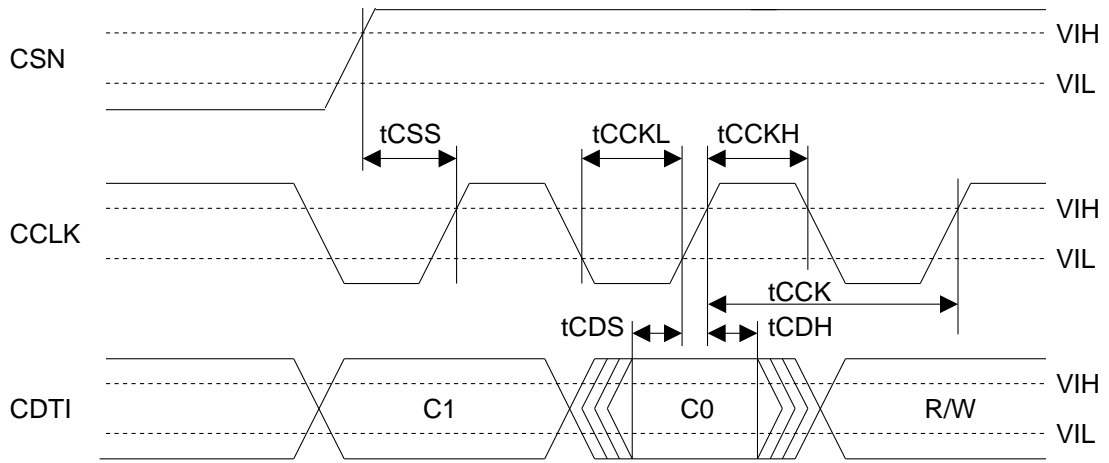 CSN
VIH
VIL
tCSS
tCCKL
tCCKH
CCLK
VIH
VIL
tCCK
tCDS
tCDH
CDTI
C1
C0
R/W
VIH
VIL